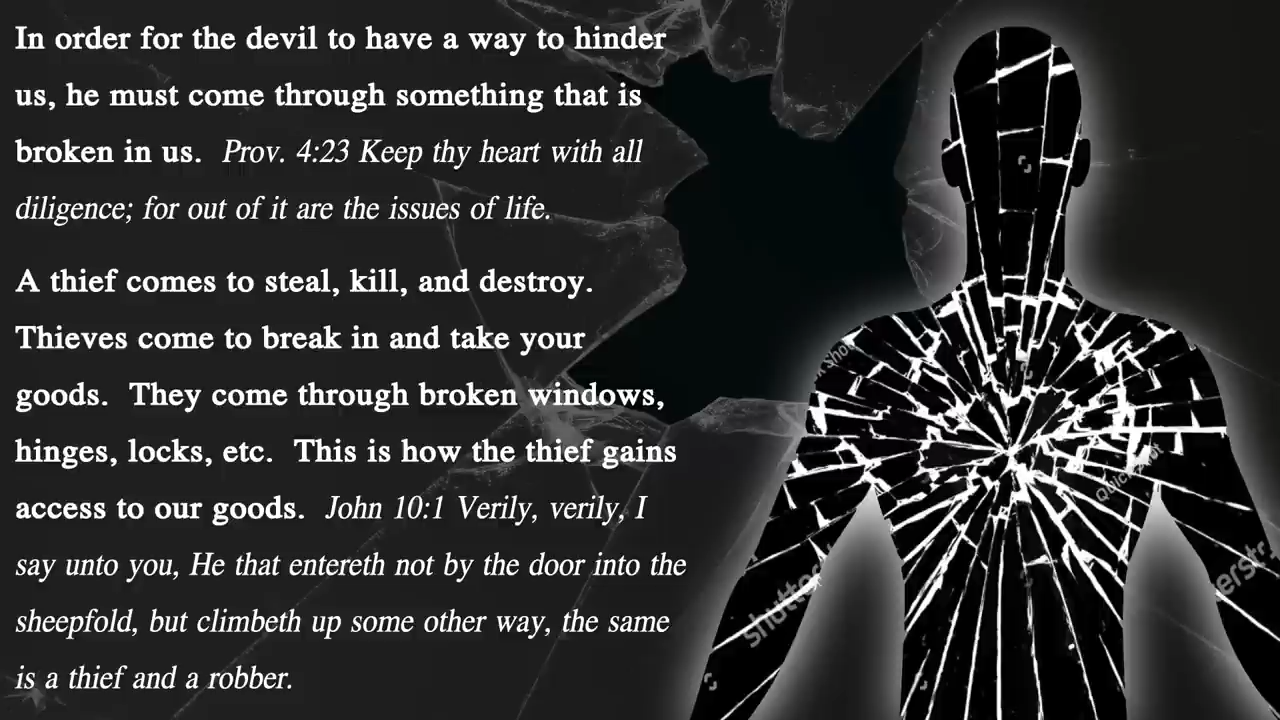 In order for the devil to have a way to hinder
us, he must come through something that is
broken in us.  Prov. 4:23 Keep thy heart with all
diligence; for out of it are the issues of life.
A thief comes to steal, kill, and destroy.
Thieves come to break in and take your
goods.  They come through broken windows,
hinges, locks, etc.  This is how the thief gains
access to our goods.  John 10:1 Verily, verily, I
say unto you, He that entereth not by the door into the
sheepfold, but climbeth up some other way, the same
is a thief and a robber.